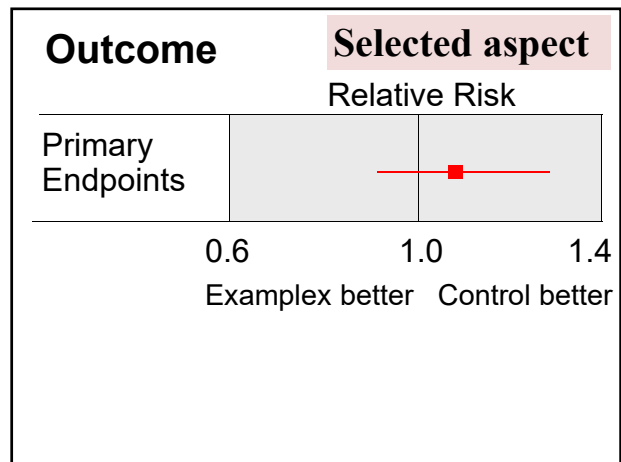 Outcome
Selected aspect
Relative Risk
Primary
Endpoints
0.6 1.0 1.4
Examplex better Control better